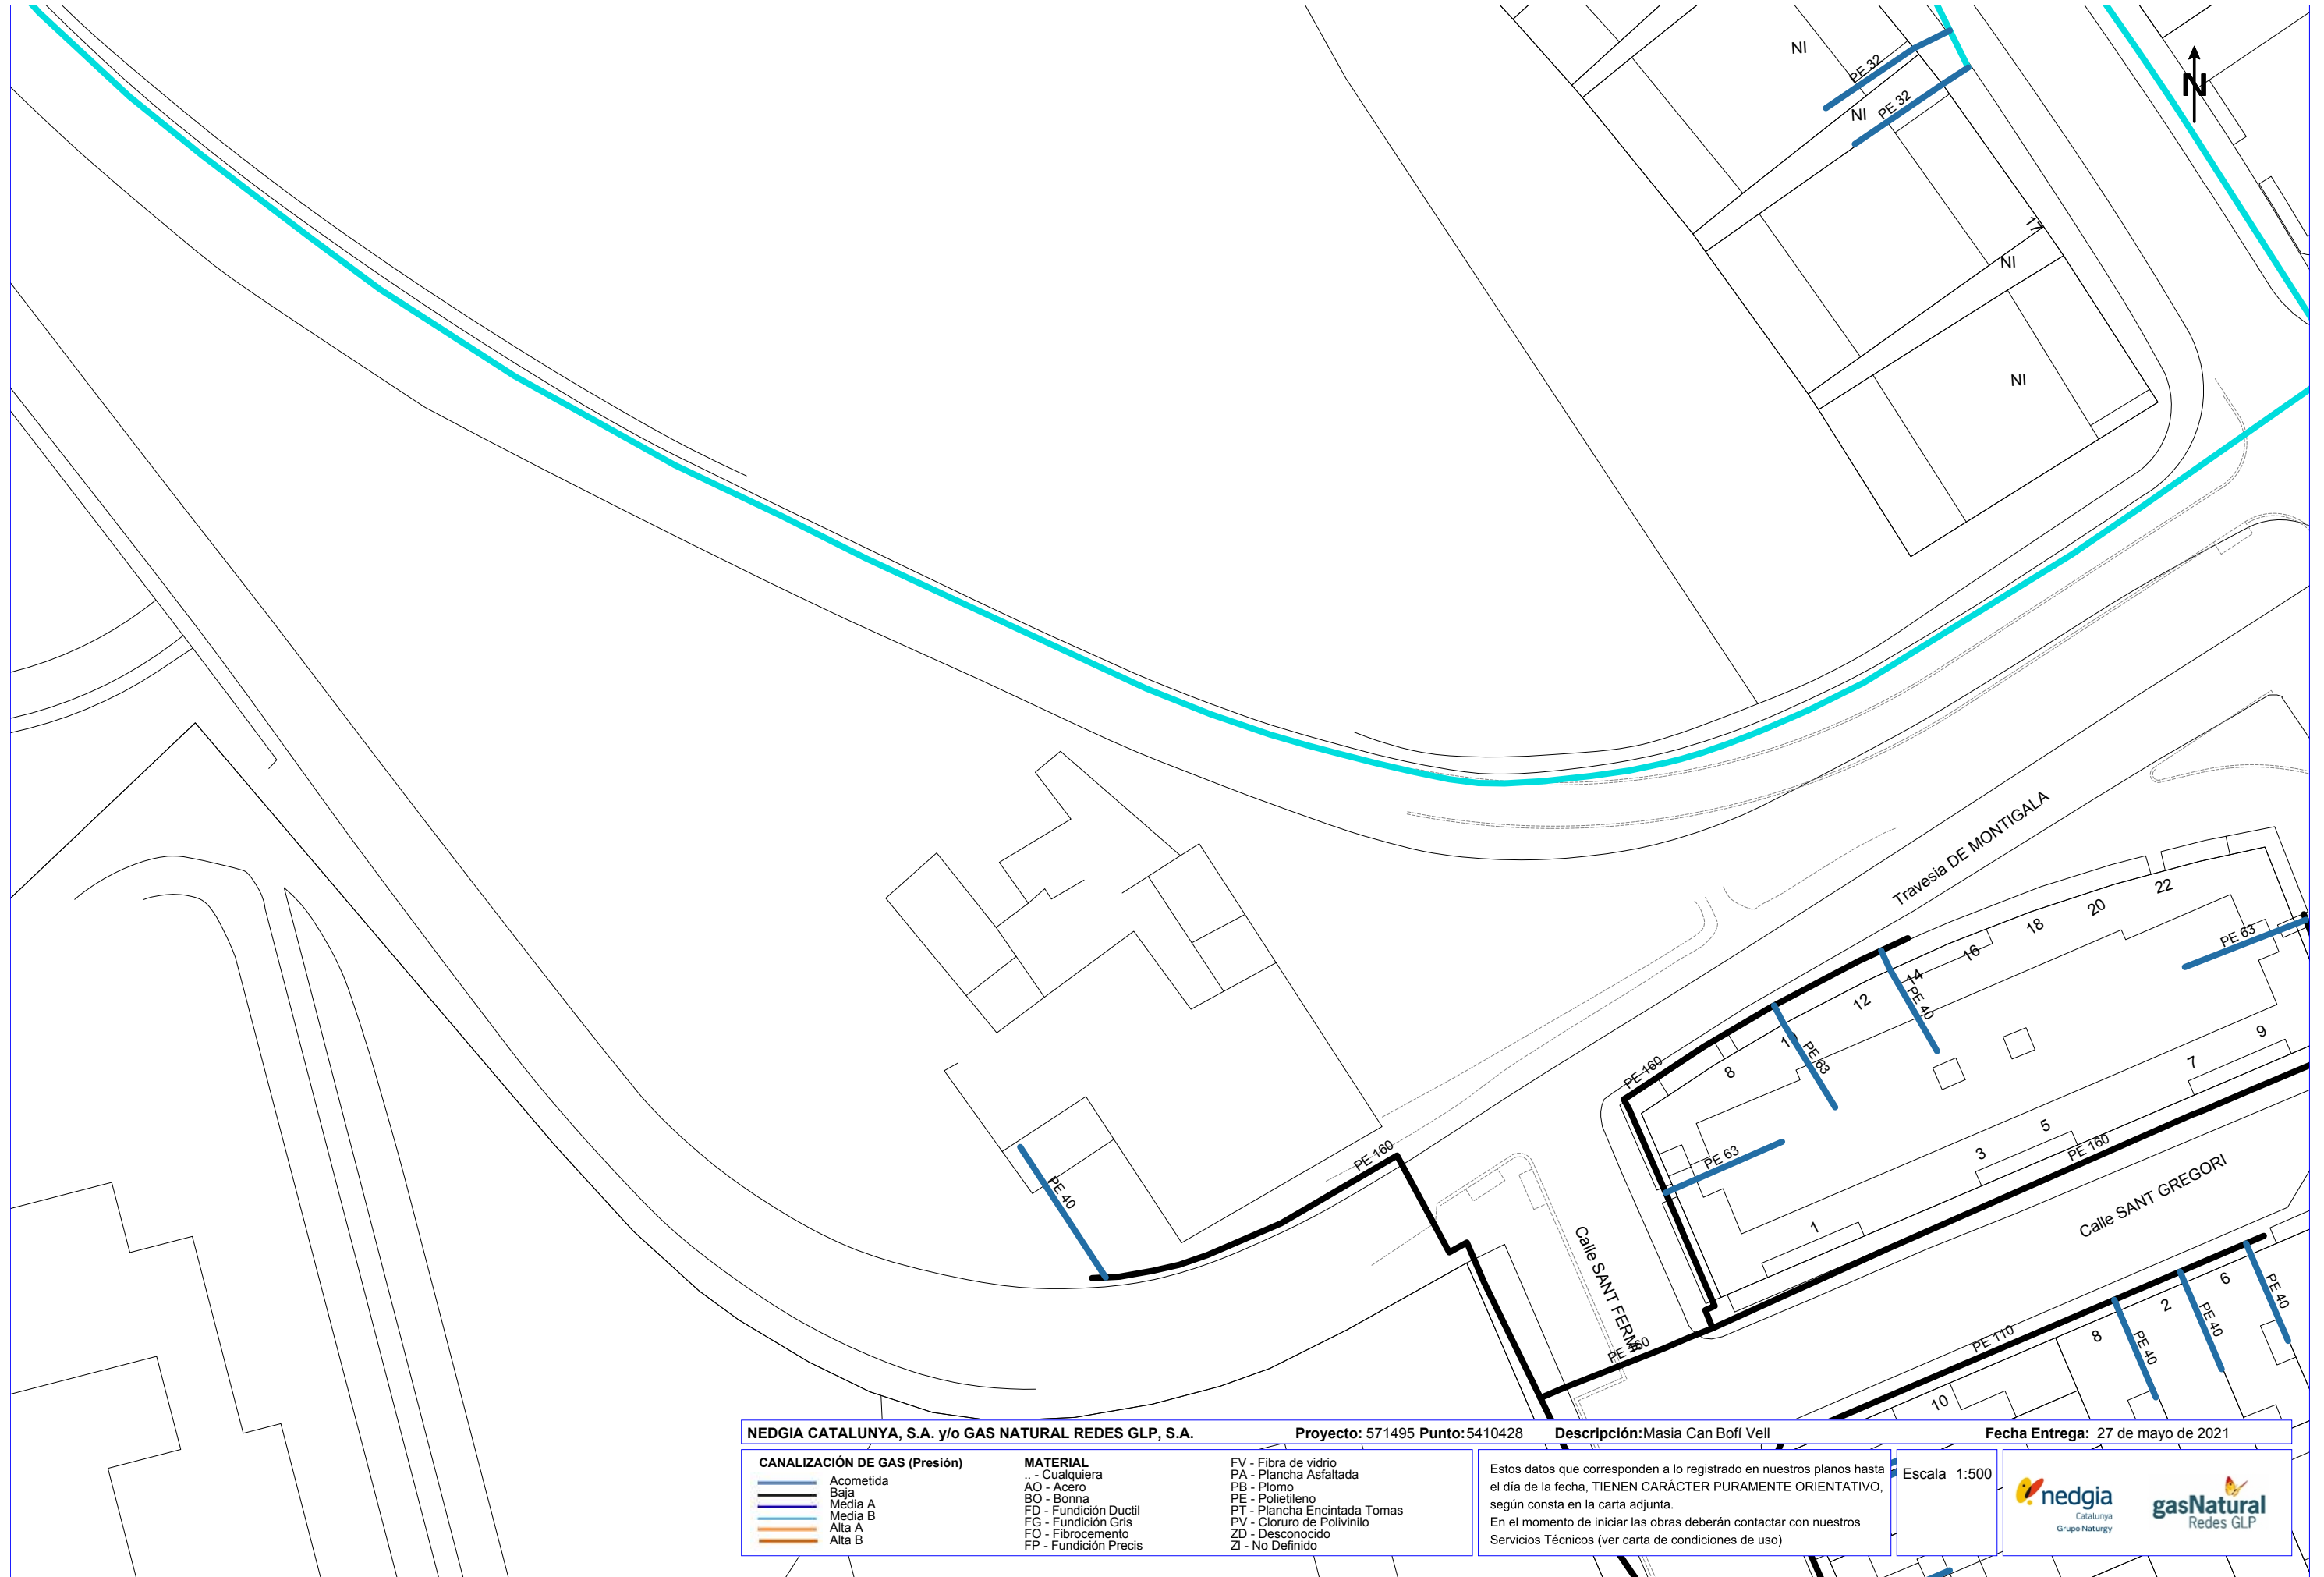 NI
PE 32
N
NI
PE 32
17
NI
NI
Travesia DE MONTIGALA
22
20
18
16
14
12
8
PE 63
PE 40
PE 63
PE 160
PE 63
9
7
5
3
1
PE 160
PE 160
PE 40
Calle SANT GREGORI
Calle SANT FERMI
PE 160
PE 110
6
2
8
10
PE 40
PE 40
PE 40
NEDGIA CATALUNYA, S.A. y/o GAS NATURAL REDES GLP, S.A. Proyecto: 571495 Punto:5410428 Descripción:Masia Can Bofí Vell Fecha Entrega: 27 de mayo de 2021
CANALIZACIÓN DE GAS (Presión)
Acometida
Baja
Media A
Media B
Alta A
Alta B
MATERIAL
.. - Cualquiera
AO - Acero
BO - Bonna
FD - Fundición Ductil
FG - Fundición Gris
FO - Fibrocemento
FP - Fundición Precis
FV - Fibra de vidrio
PA - Plancha Asfaltada
PB - Plomo
PE - Polietileno
PT - Plancha Encintada Tomas
PV - Cloruro de Polivinilo
ZD - Desconocido
ZI - No Definido
Estos datos que corresponden a lo registrado en nuestros planos hasta
el día de la fecha, TIENEN CARÁCTER PURAMENTE ORIENTATIVO,
según consta en la carta adjunta.
En el momento de iniciar las obras deberán contactar con nuestros
Servicios Técnicos (ver carta de condiciones de uso)
Escala 1:500
nedgia
Catalunya
Grupo Naturgy
gasNatural
Redes GLP